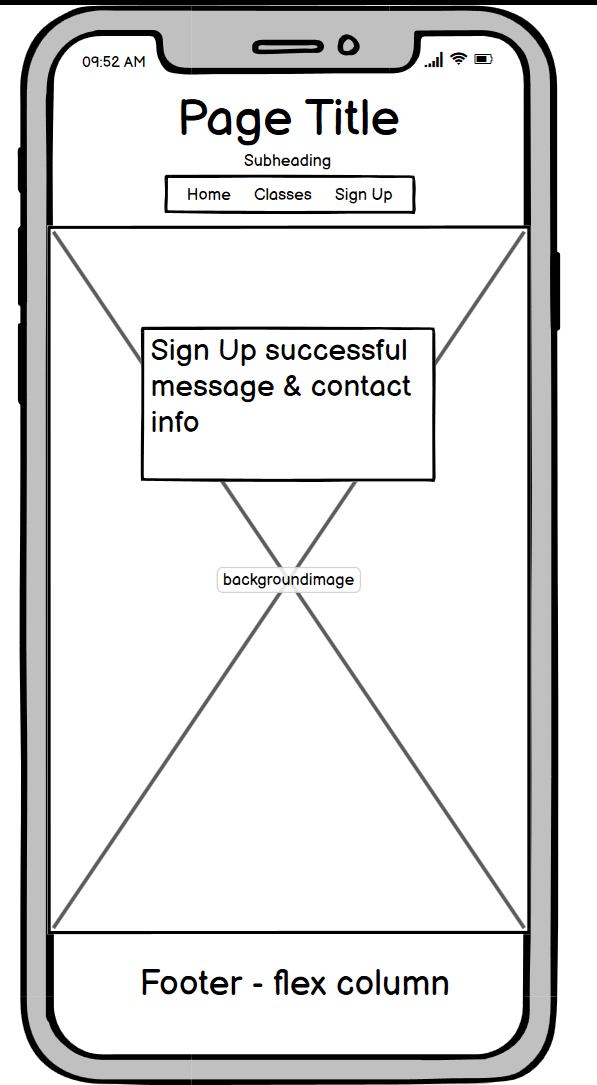 09:52 AM
Page Title
Subheading
Home Classes Sign Up
Sign Up successful
message & contact
info
backgroundimage
Footer - flex column